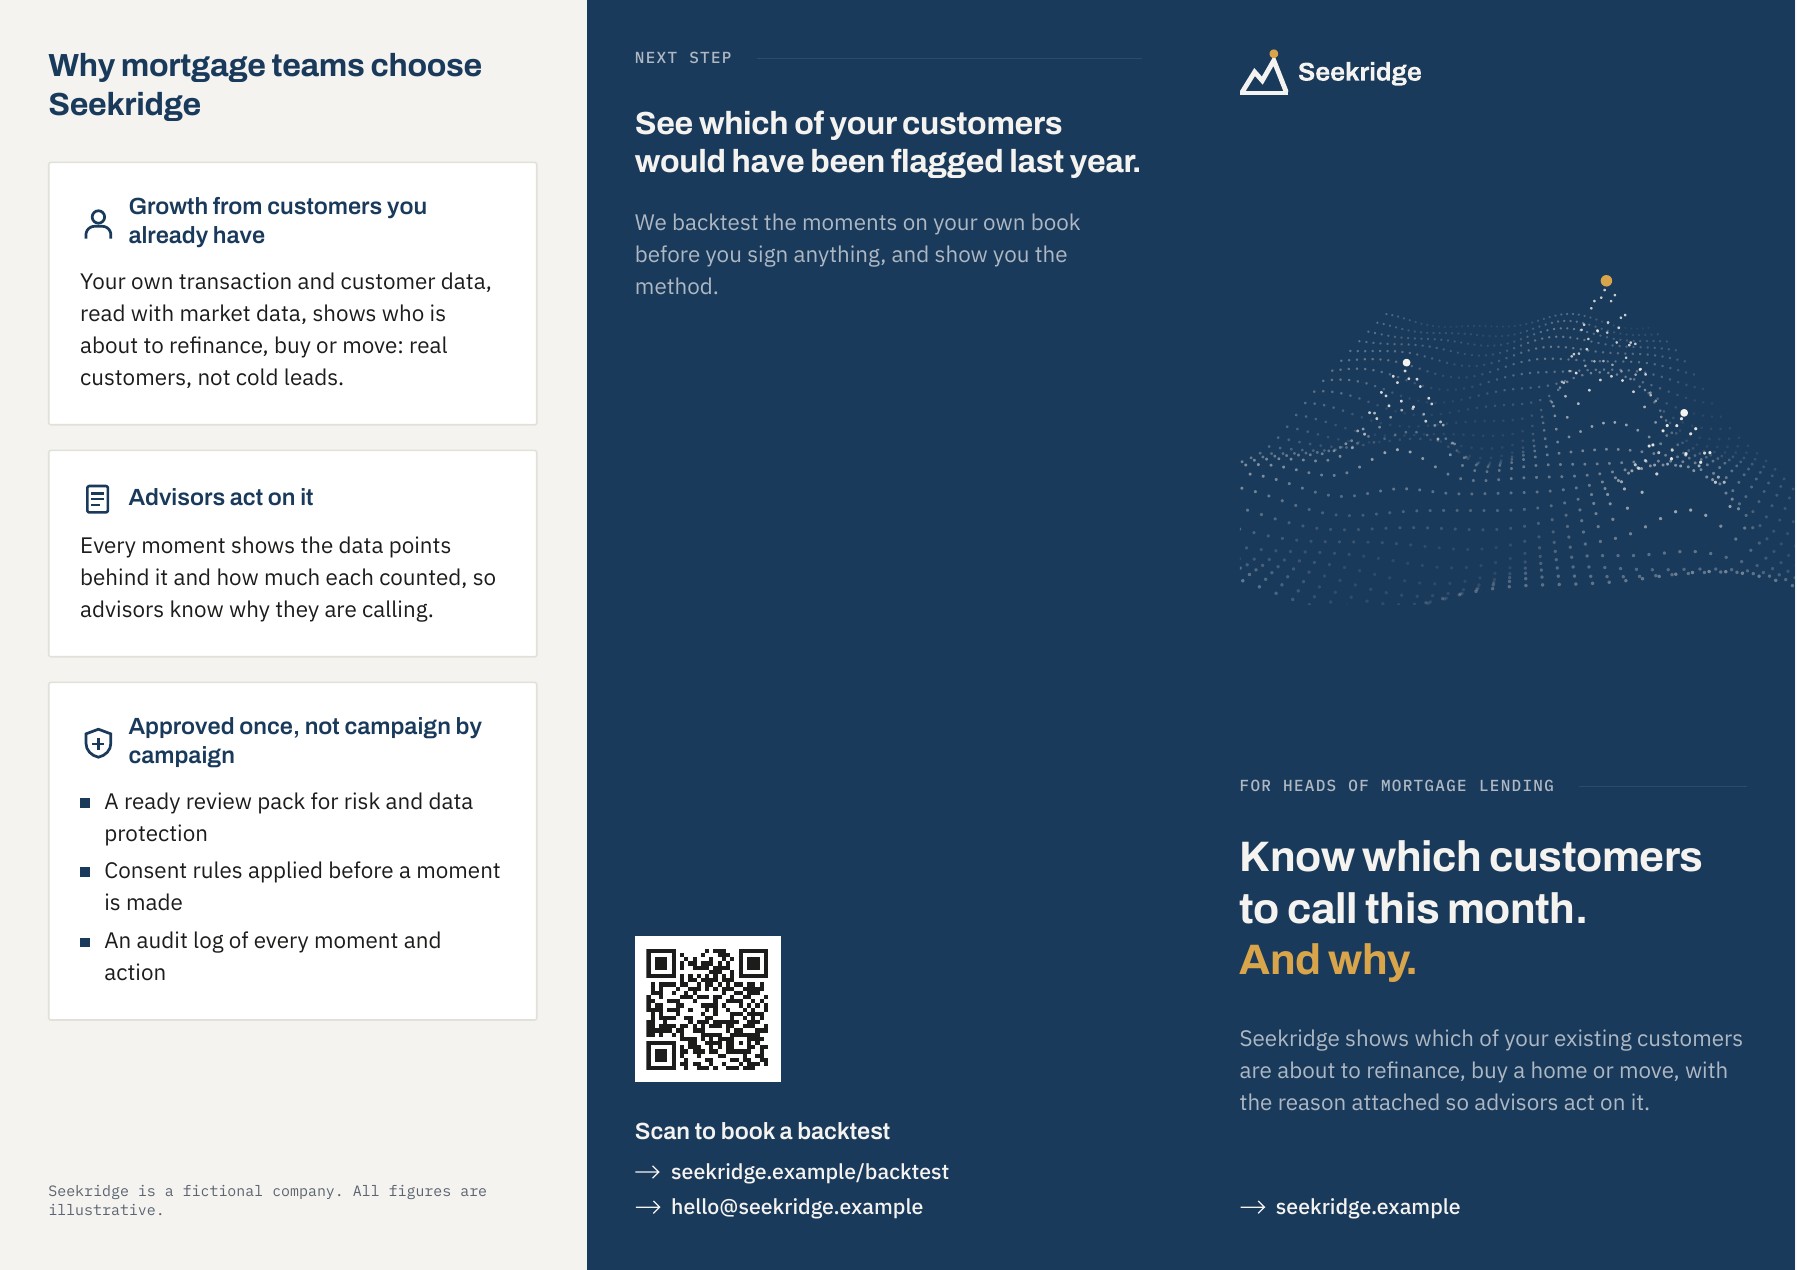 Why mortgage teams choose
Seekridge
Growth from customers you
already have
Your own transaction and customer data,
read with market data, shows who is
about to refinance, buy or move: real
customers, not cold leads.
Advisors act on it
Every moment shows the data points
behind it and how much each counted, so
advisors know why they are calling.
Approved once, not campaign by
campaign
A ready review pack for risk and data
protection
Consent rules applied before a moment
is made
An audit log of every moment and
action
Seekridge is a fictional company. All figures are
illustrative.
NEXT STEP
See which of your customers
would have been flagged last year.
We backtest the moments on your own book
before you sign anything, and show you the
method.
Scan to book a backtest
→ seekridge.example/backtest
→ hello@seekridge.example
Seekridge
FOR HEADS OF MORTGAGE LENDING
Know which customers
to call this month.
And why.
Seekridge shows which of your existing customers
are about to refinance, buy a home or move, with
the reason attached so advisors act on it.
→ seekridge.example